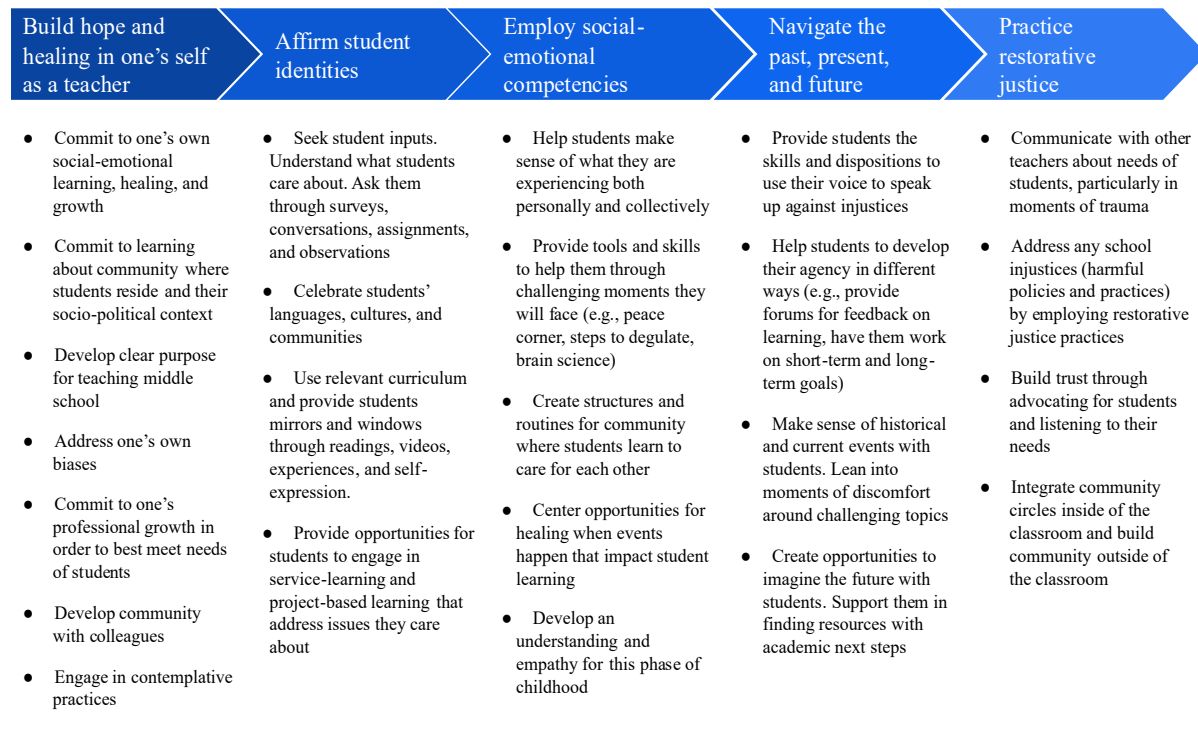 Build hope and
healing in one's self
as a teacher
● Commit to one's own
social-emotional
learning, healing, and
growth
● Commit to learning
about community where
students reside and their
socio-political context
● Develop clear purpose
for teaching middle
school
● Address one's own
biases
● Commit to one's
professional growth in
order to best meet needs
of students
● Develop community
with colleagues
● Engage in contemplative
practices
Affirm student
identities
● Seek student inputs.
Understand what students
care about. Ask them
through surveys,
conversations, assignments,
and observations
● Celebrate students'
languages, cultures, and
communities
● Use relevant curriculum
and provide students
mirrors and windows
through readings, videos,
experiences, and self-
expression.
● Provide opportunities for
students to engage in
service-learning and
project-based learning that
address issues they care
about
Employ social-
emotional
competencies
● Help students make
sense of what they are
experiencing both
personally and collectively
● Provide tools and skills
to help them through
challenging moments they
will face (e.g., peace
corner, steps to degulate,
brain science)
● Create structures and
routines for community
where students learn to
care for each other
● Center opportunities for
healing when events
happen that impact student
learning
● Develop an
understanding and
empathy for this phase of
childhood
Navigate the
past, present,
and future
● Provide students the
skills and dispositions to
use their voice to speak
up against injustices
● Help students to develop
their agency in different
ways (e.g., provide
forums for feedback on
learning, have them work
on short-term and long-
term goals)
● Make sense of historical
and current events with
students. Lean into
moments of discomfort
around challenging topics
● Create opportunities to
imagine the future with
students. Support them in
finding resources with
academic next steps
Practice
restorative
justice
● Communicate with other
teachers about needs of
students, particularly in
moments of trauma
● Address any school
injustices (harmful
policies and practices)
by employing restorative
justice practices
● Build trust through
advocating for students
and listening to their
needs
● Integrate community
circles inside of the
classroom and build
community outside of
the classroom